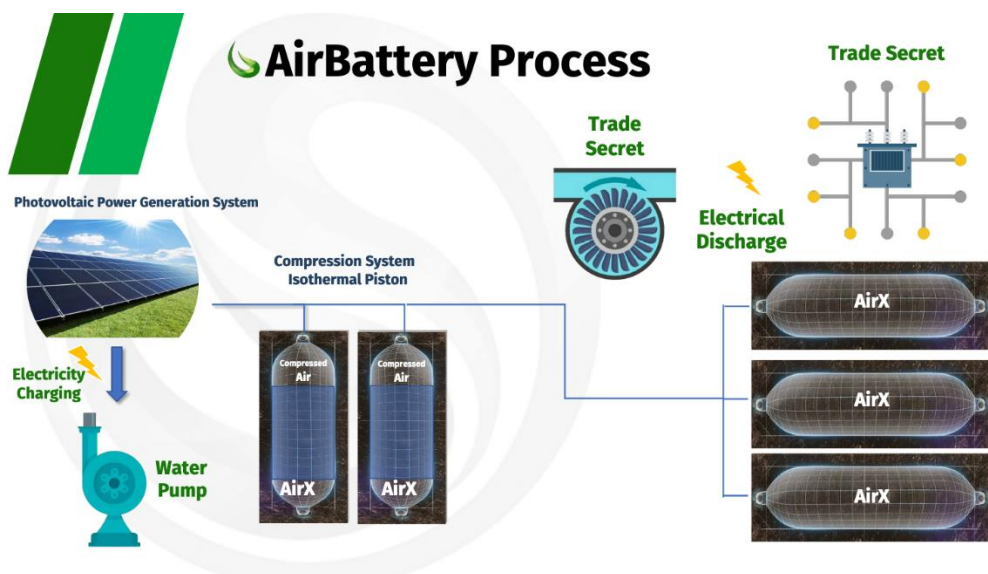 AirBattery Process
Trade Secret
Trade
Secret
Photovoltaic Power Generation System
Electrical
Discharge
Compression System
Isothermal Piston
AirX
Compressed
Air
Compressed
Air
Electricity
Charging
AirX
Water
Pump
AirX
AirX
AirX